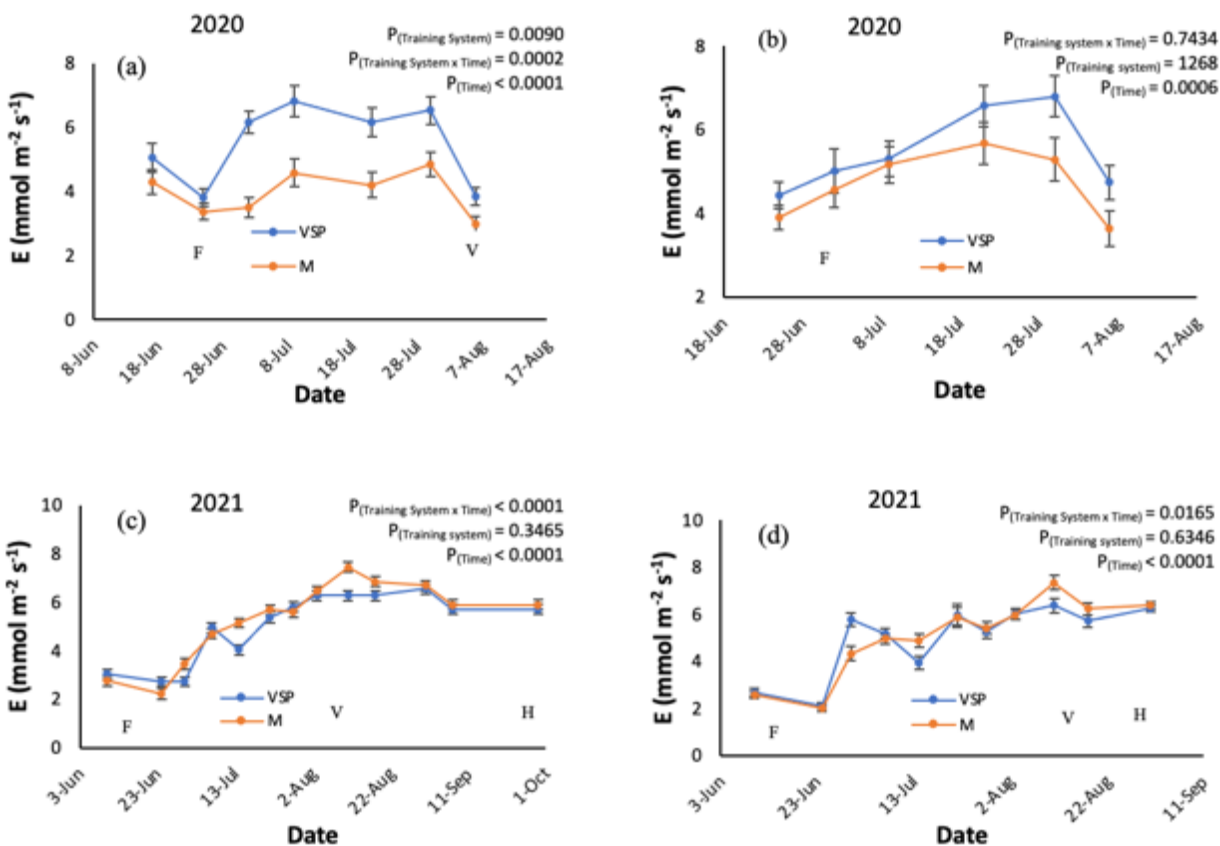 2020
(a)
P(Training System) = 0.0090
P(Training System x Time) = 0.0002
P(Time) < 0.0001
E (mmol m-2 s-1)
8
6
4
2
0
VSP
M
F
V
8-Jun
18-Jun
28-Jun
8-Jul
18-Jul
28-Jul
7-Aug
17-Aug
Date
2020
(b)
P(Training system x Time) = 0.7434
P(Training system) = 1268
P(Time) = 0.0006
E (mmol m-2 s-1)
8
6
4
2
VSP
M
F
18-Jun
28-Jun
8-Jul
18-Jul
28-Jul
7-Aug
17-Aug
Date
2021
(c)
P(Training System x Time) < 0.0001
P(Training system) = 0.3465
P(Time) < 0.0001
E (mmol m-2 s-1)
10
8
6
4
2
0
VSP
M
F
V
H
3-Jun
23-Jun
13-Jul
2-Aug
22-Aug
11-Sep
1-Oct
Date
2021
(d)
P(Training System x Time) = 0.0165
P(Training system) = 0.6346
P(Time) < 0.0001
E (mmol m-2 s-1)
10
8
6
4
2
0
VSP
M
F
V
H
3-Jun
23-Jun
13-Jul
2-Aug
22-Aug
11-Sep
Date